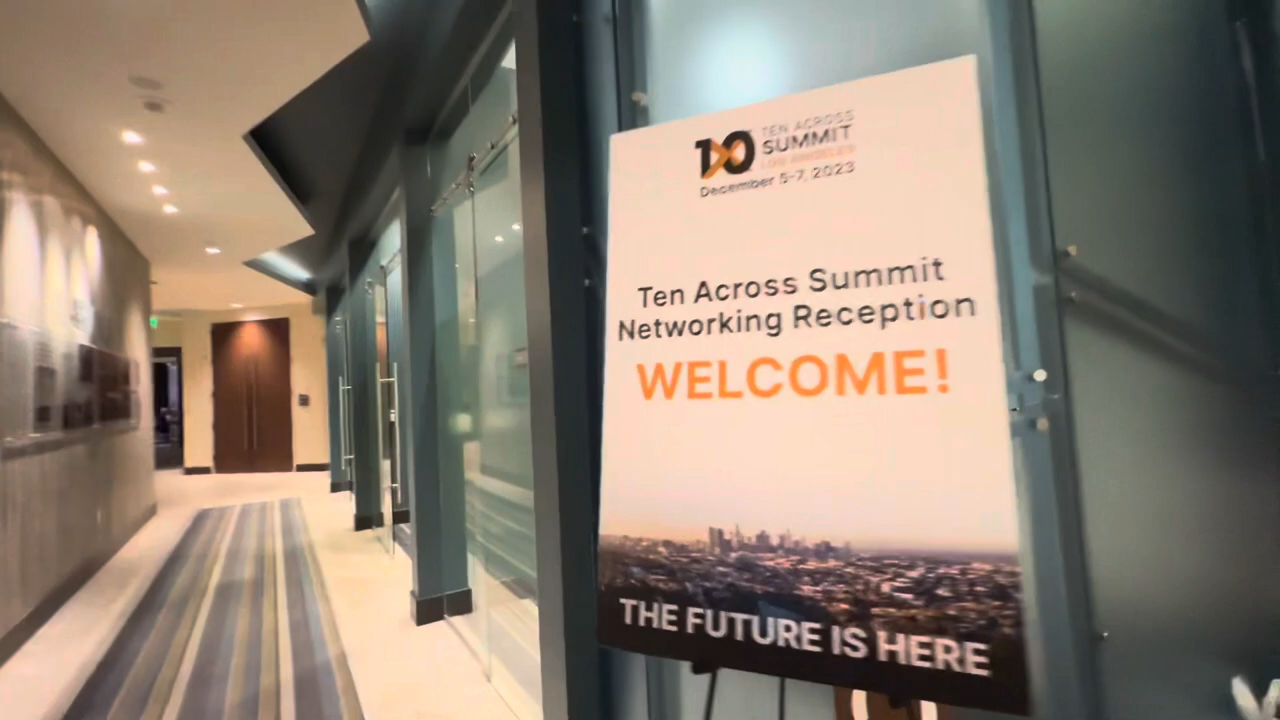 10 TEN ACROSS
SUMMIT
LOS ANGELES
December 5-7, 2023
Ten Across Summit
Networking Reception
WELCOME!
THE FUTURE IS HERE